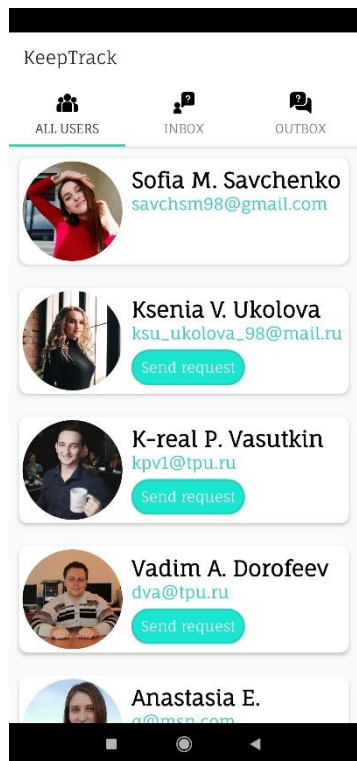 KeepTrack
ALL USERS
INBOX
OUTBOX
Sofia M. Savchenko
savchsm98@gmail.com
Ksenia V. Ukolova
ksu_ukolova_98@mail.ru
Send request
K-real P. Vasutkin
kpv1@tpu.ru
Send request
Vadim A. Dorofeev
dva@tpu.ru
Send request
Anastasia E.